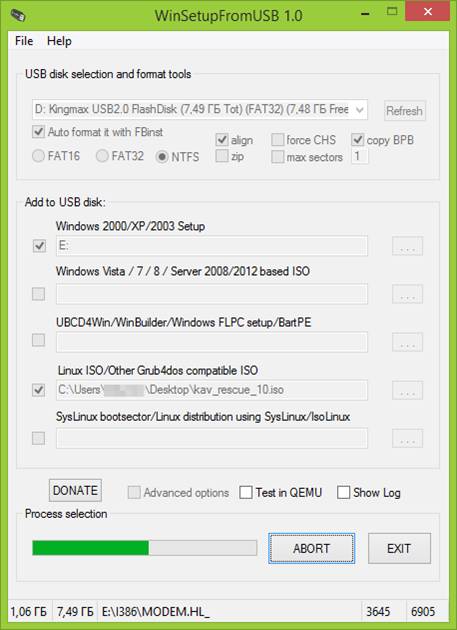 WinSetupFromUSB 1.0
File Help
USB disk selection and format tools
D: Kingmax USB2.0 FlashDisk (7,49 ГБ Tot) (FAT32) (7,48 ГБ Free
Refresh
Auto format it with FBinst
align force CHS copy BPB
FAT16 FAT32 NTFS zip max sectors 1
Add to USB disk:
Windows 2000/XP/2003 Setup
E:
...
Windows Vista / 7 / 8 / Server 2008/2012 based ISO
...
UBCD4Win/WinBuilder/Windows FLPC setup/BartPE
...
Linux ISO/Other Grub4dos compatible ISO
C:\Users\ \Desktop\kav_rescue_10.iso
...
SysLinux bootsector/Linux distribution using SysLinux/IsoLinux
...
DONATE Advanced options Test in QEMU Show Log
Process selection
ABORT EXIT
1,06 ГБ 7,49 ГБ E:\I386\MODEM.HL_ 3645 6905